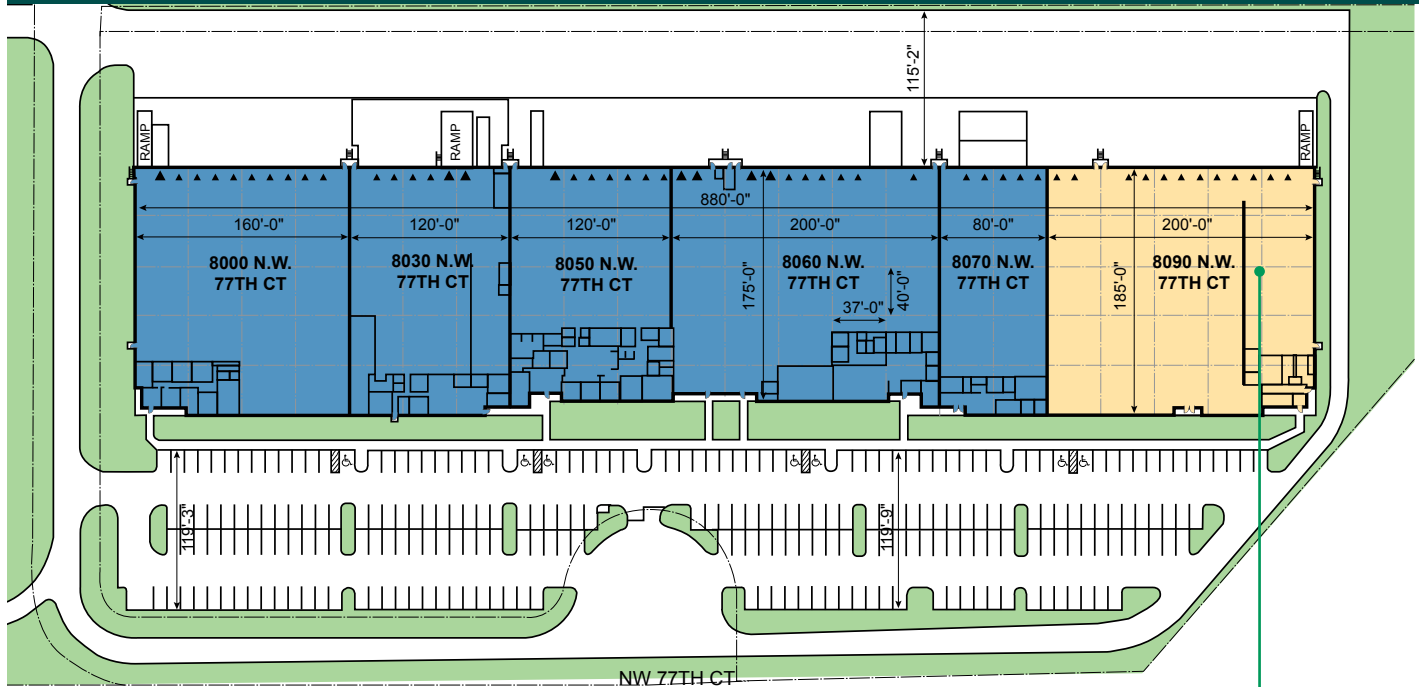 115'-2"
RAMP
RAMP
RAMP
880'-0"
160'-0"
120'-0"
120'-0"
200'-0"
80'-0"
200'-0"
8000 N.W.
77TH CT
8030 N.W.
77TH CT
8050 N.W.
77TH CT
175'-0"
8060 N.W.
77TH CT
37'-0"
40'-0"
8070 N.W.
77TH CT
185'-0"
8090 N.W.
77TH CT
119'-3"
119'-9"
NW 77TH CT